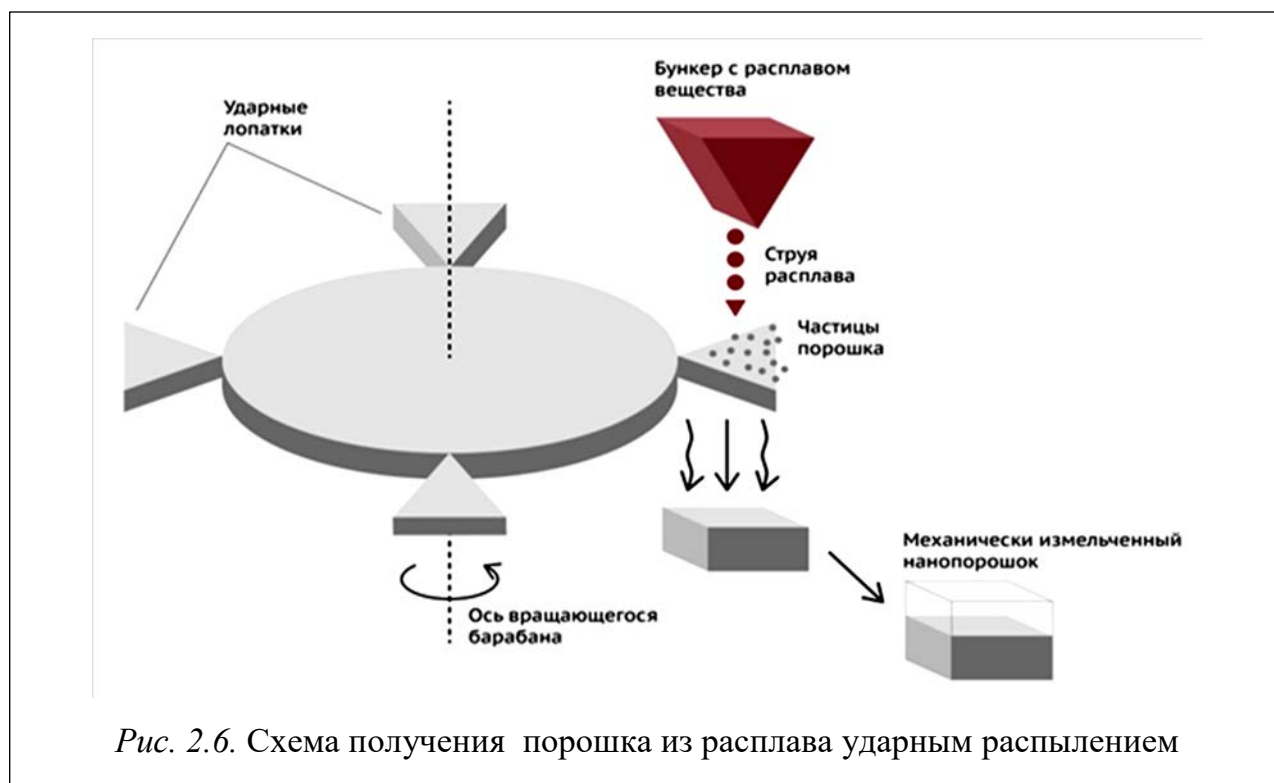 Бункер с расплавом
вещества
Ударные
лопатки
Струя
расплава
Частицы
порошка
Механически измельченный
нанопорошок
Ось вращающегося
барабана
Рис. 2.6. Схема получения порошка из расплава ударным распылением